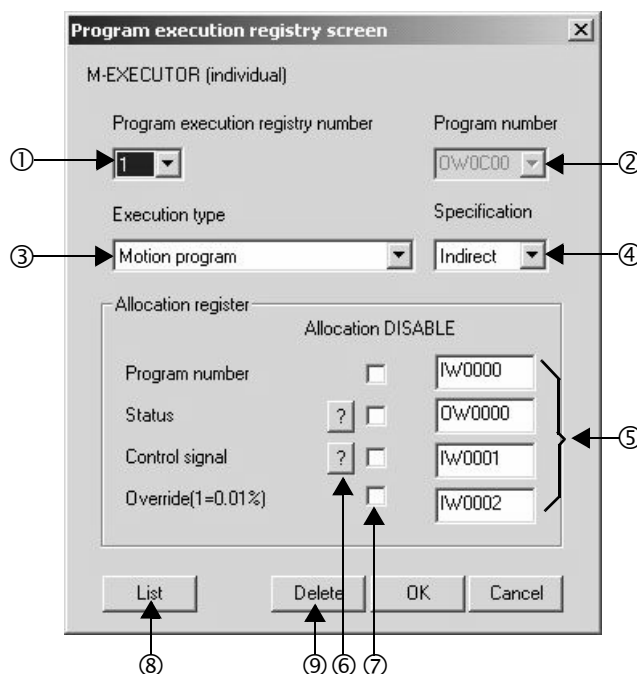 Program execution registry screen
M-EXECUTOR (individual)
Program execution registry number Program number
① 1 OW0C00 ②
Execution type Specification
③ Motion program Indirect ④
Allocation register
Allocation DISABLE
Program number IW0000
Status ? OW0000
⑤
Control signal ? IW0001
Override(1=0.01%) IW0002
List Delete OK Cancel
⑧ ⑨ ⑥ ⑦